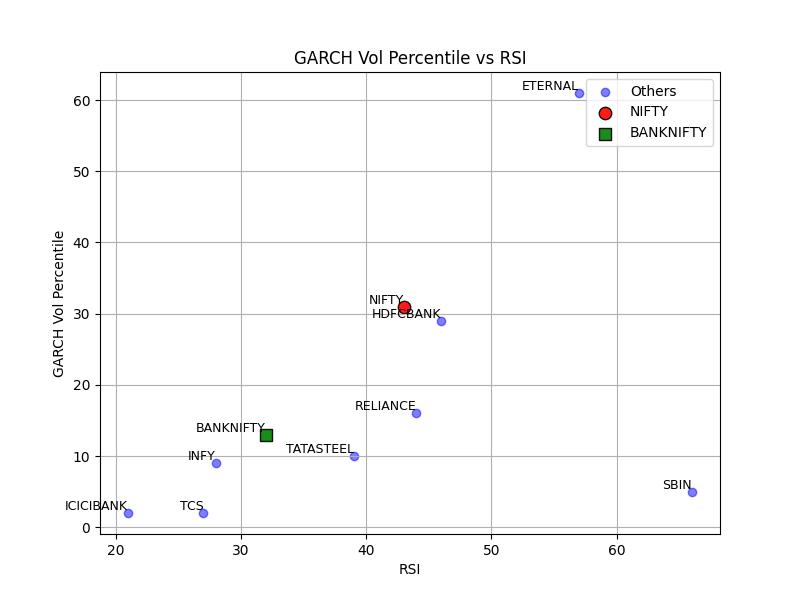 GARCH Vol Percentile vs RSI
ETERNAL
Others
NIFTY
BANKNIFTY
60
50
40
30
20
10
0
GARCH Vol Percentile
NIFTY
HDFCBANK
RELIANCE
BANKNIFTY
TATASTEEL
INFY
SBIN
ICICIBANK
TCS
20
30
40
50
60
RSI